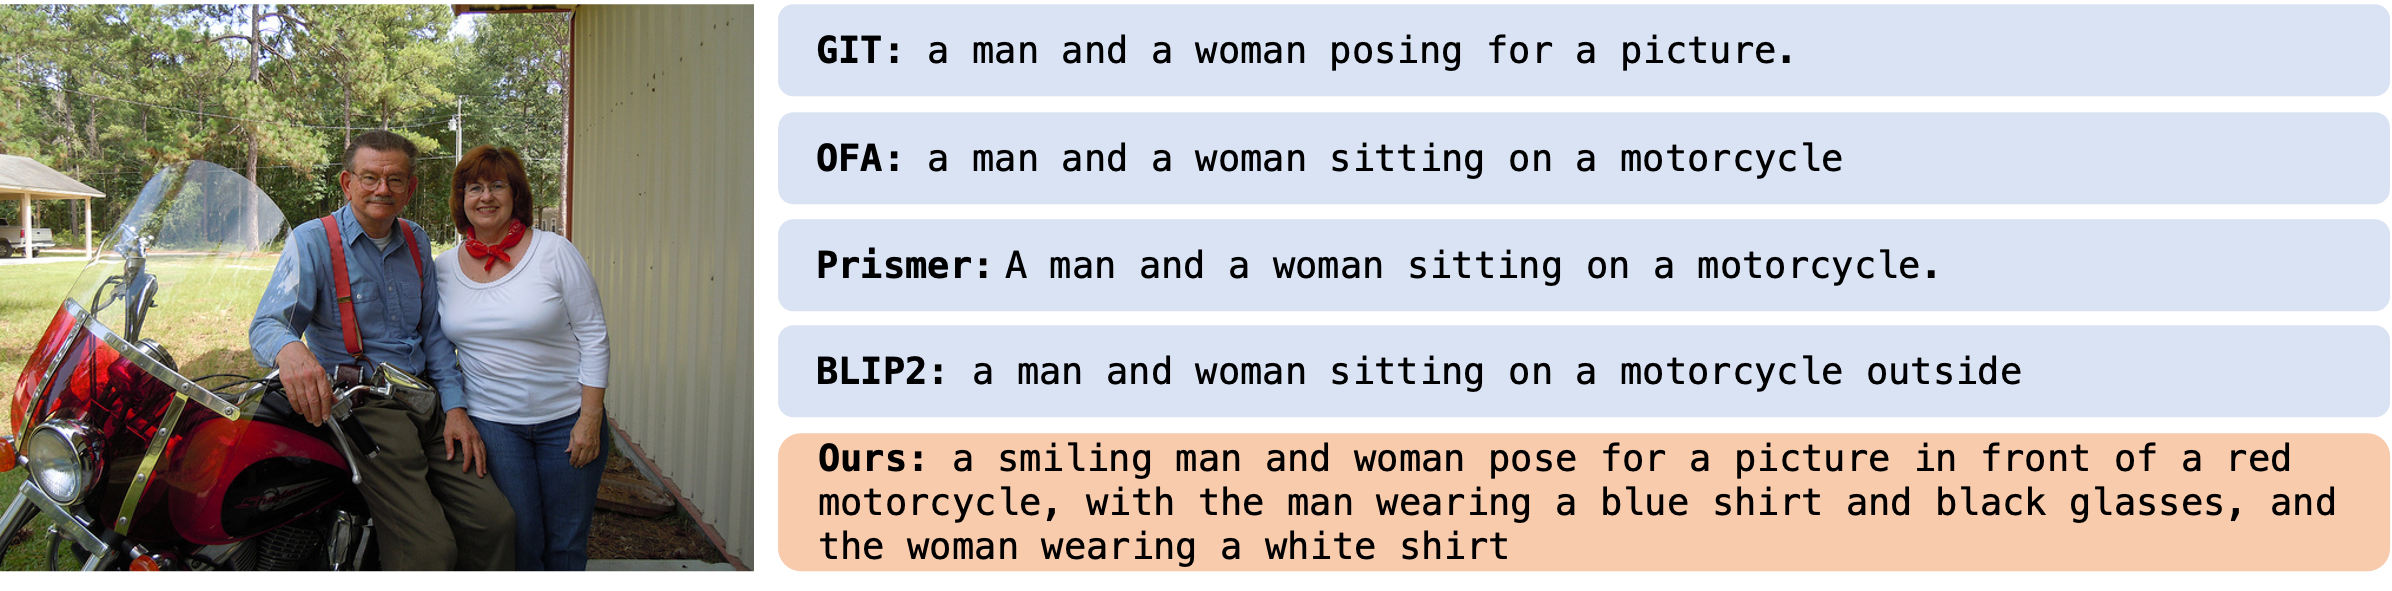 GIT: a man and a woman posing for a picture.
OFA: a man and a woman sitting on a motorcycle
Prismer: A man and a woman sitting on a motorcycle.
BLIP2: a man and woman sitting on a motorcycle outside
Ours: a smiling man and woman pose for a picture in front of a red
motorcycle, with the man wearing a blue shirt and black glasses, and
the woman wearing a white shirt